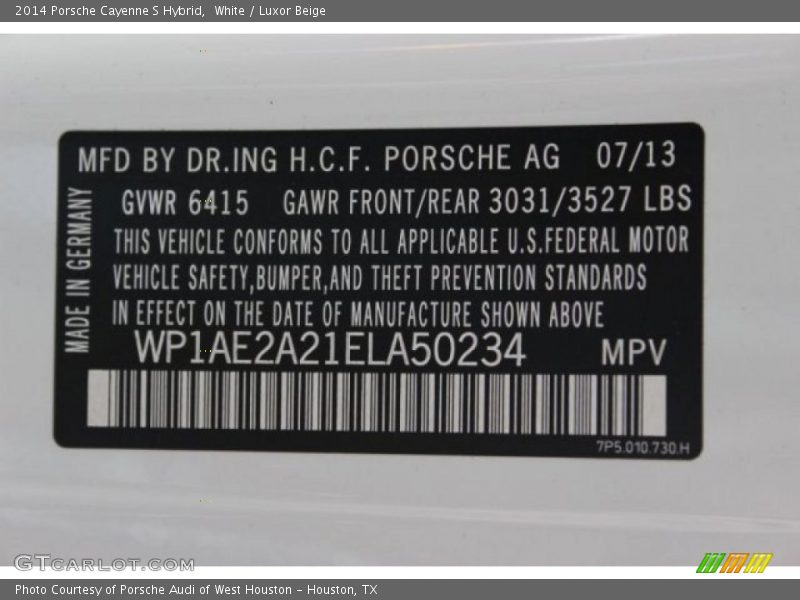 2014 Porsche Cayenne S Hybrid, White / Luxor Beige
MFD BY DR.ING H.C.F. PORSCHE AG 07/13
GVWR 6415 GAWR FRONT/REAR 3031/3527 LBS
THIS VEHICLE CONFORMS TO ALL APPLICABLE U.S.FEDERAL MOTOR
VEHICLE SAFETY,BUMPER,AND THEFT PREVENTION STANDARDS
IN EFFECT ON THE DATE OF MANUFACTURE SHOWN ABOVE
WP1AE2A21ELA50234 MPV
MADE IN GERMANY
7P5.010.730.H
GTCARLOT.COM
Photo Courtesy of Porsche Audi of West Houston - Houston, TX